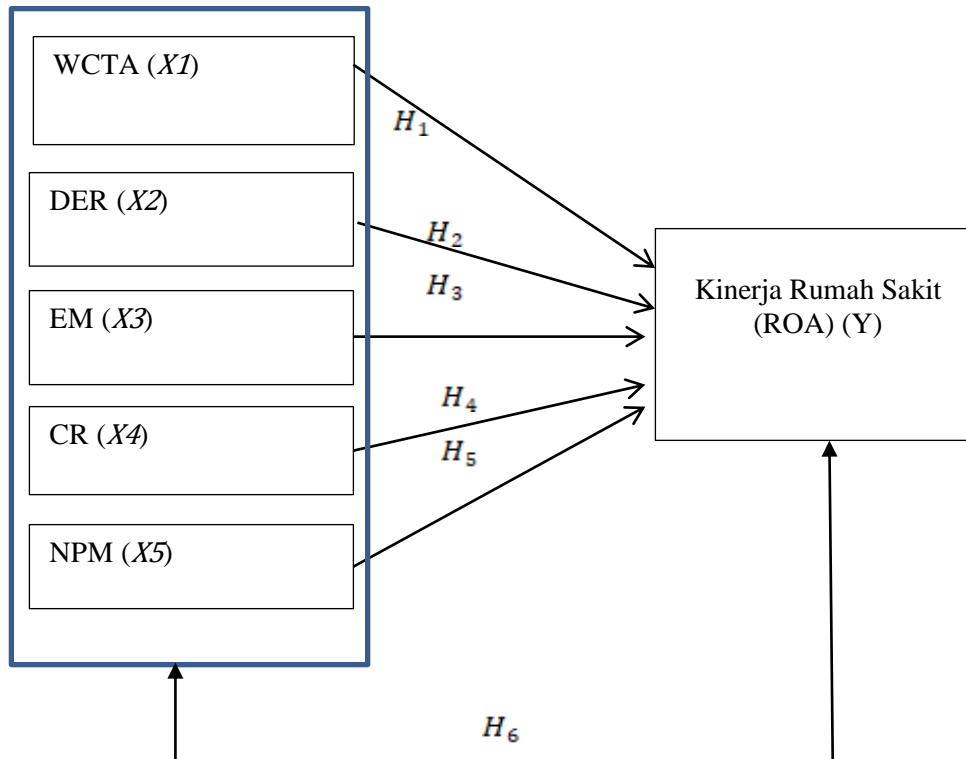 WCTA (X1)
H1
DER (X2)
H2
H3
EM (X3)
Kinerja Rumah Sakit
(ROA) (Y)
H4
CR (X4)
H5
NPM (X5)
H6